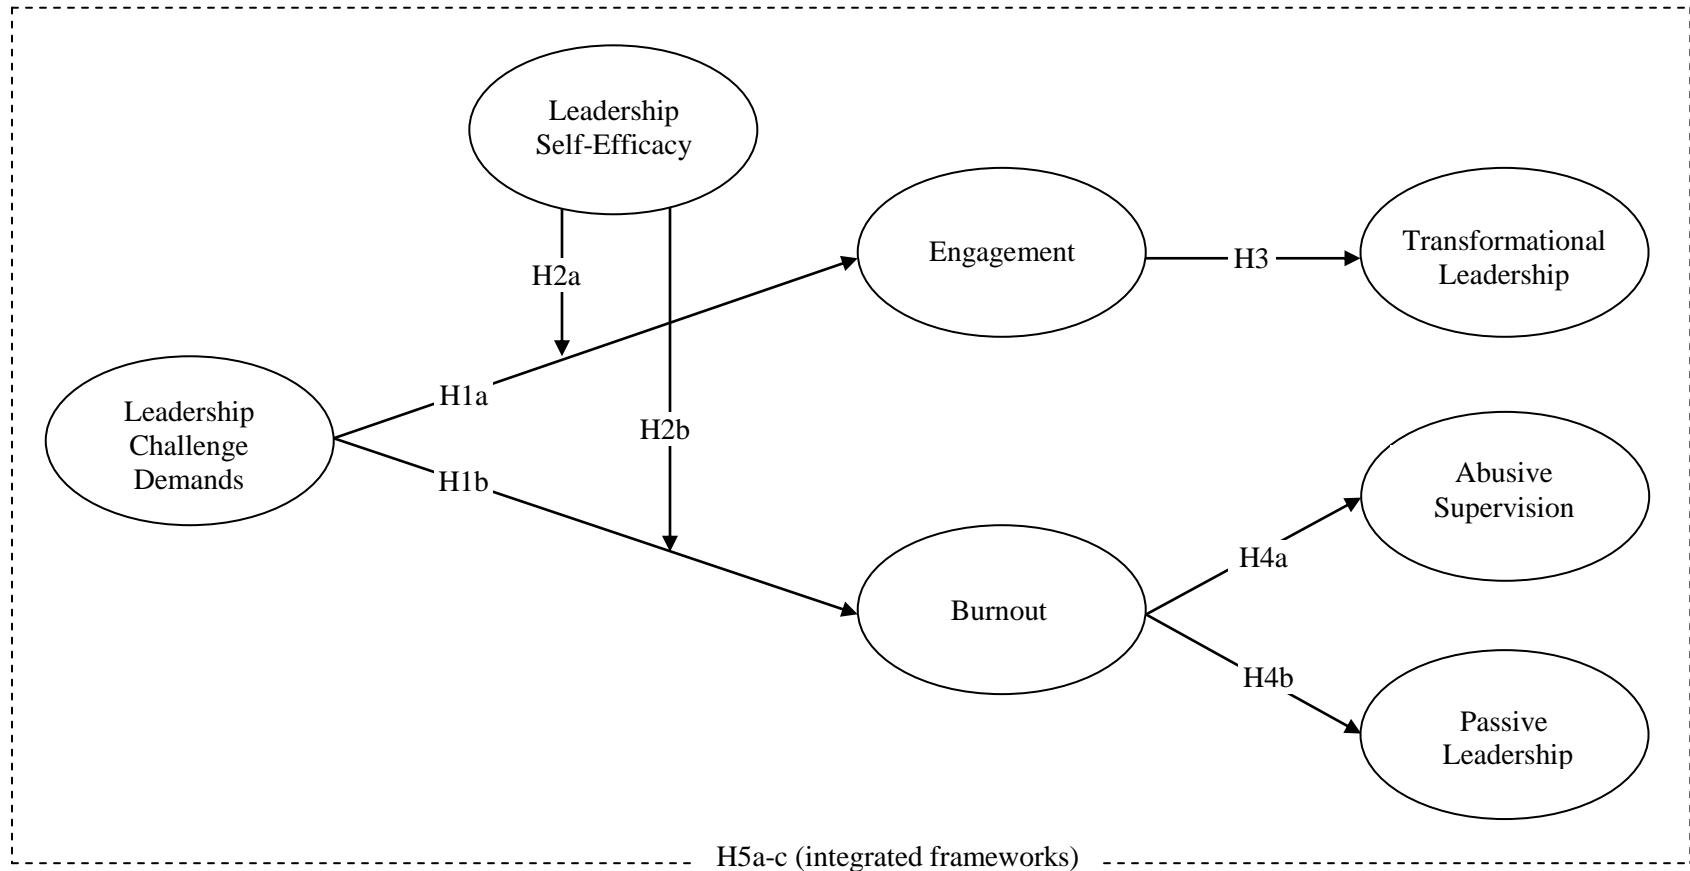 Leadership
Self-Efficacy
Engagement
Transformational
Leadership
H3
H2a
H1a
Leadership
Challenge
Demands
H2b
H1b
Abusive
Supervision
H4a
Burnout
H4b
Passive
Leadership
H5a-c (integrated frameworks)